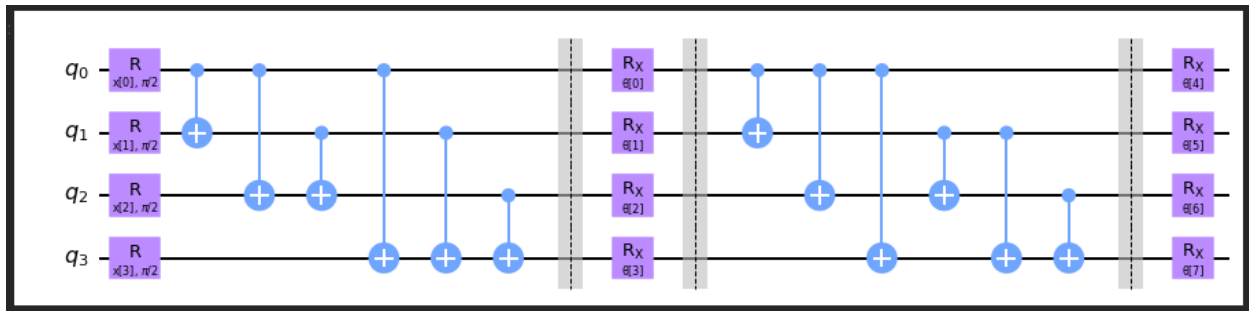 q0 R x[0], π/2 RX θ[0] RX θ[4]
q1 R x[1], π/2 RX θ[1] RX θ[5]
q2 R x[2], π/2 RX θ[2] RX θ[6]
q3 R x[3], π/2 RX θ[3] RX θ[7]